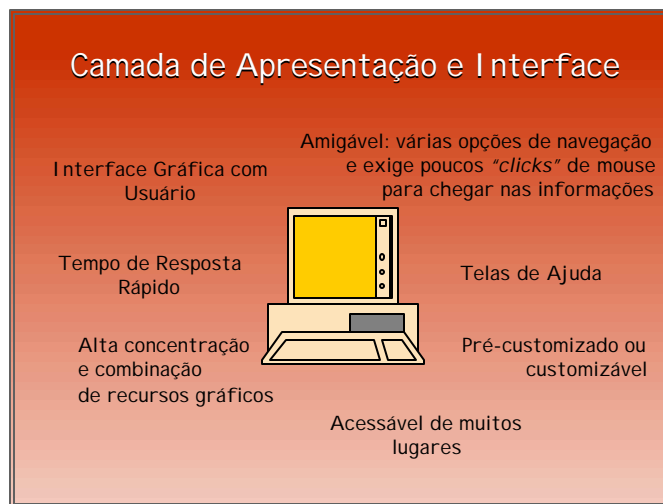 Camada de Apresentação e Interface
Amigável: várias opções de navegação
e exige poucos “clicks” de mouse
para chegar nas informações
Interface Gráfica com
Usuário
Tempo de Resposta
Rápido
Telas de Ajuda
Alta concentração
e combinação
de recursos gráficos
Pré-customizado ou
customizável
Acessável de muitos
lugares